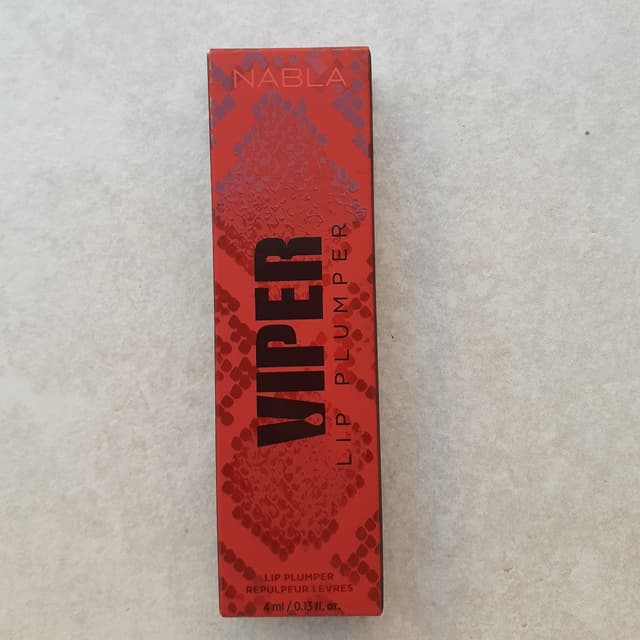 NABLA
VIPER
LIP PLUMPER
LIP PLUMPER
REPULPEUR LÈVRES
4 ml / 0.13 fl. oz.